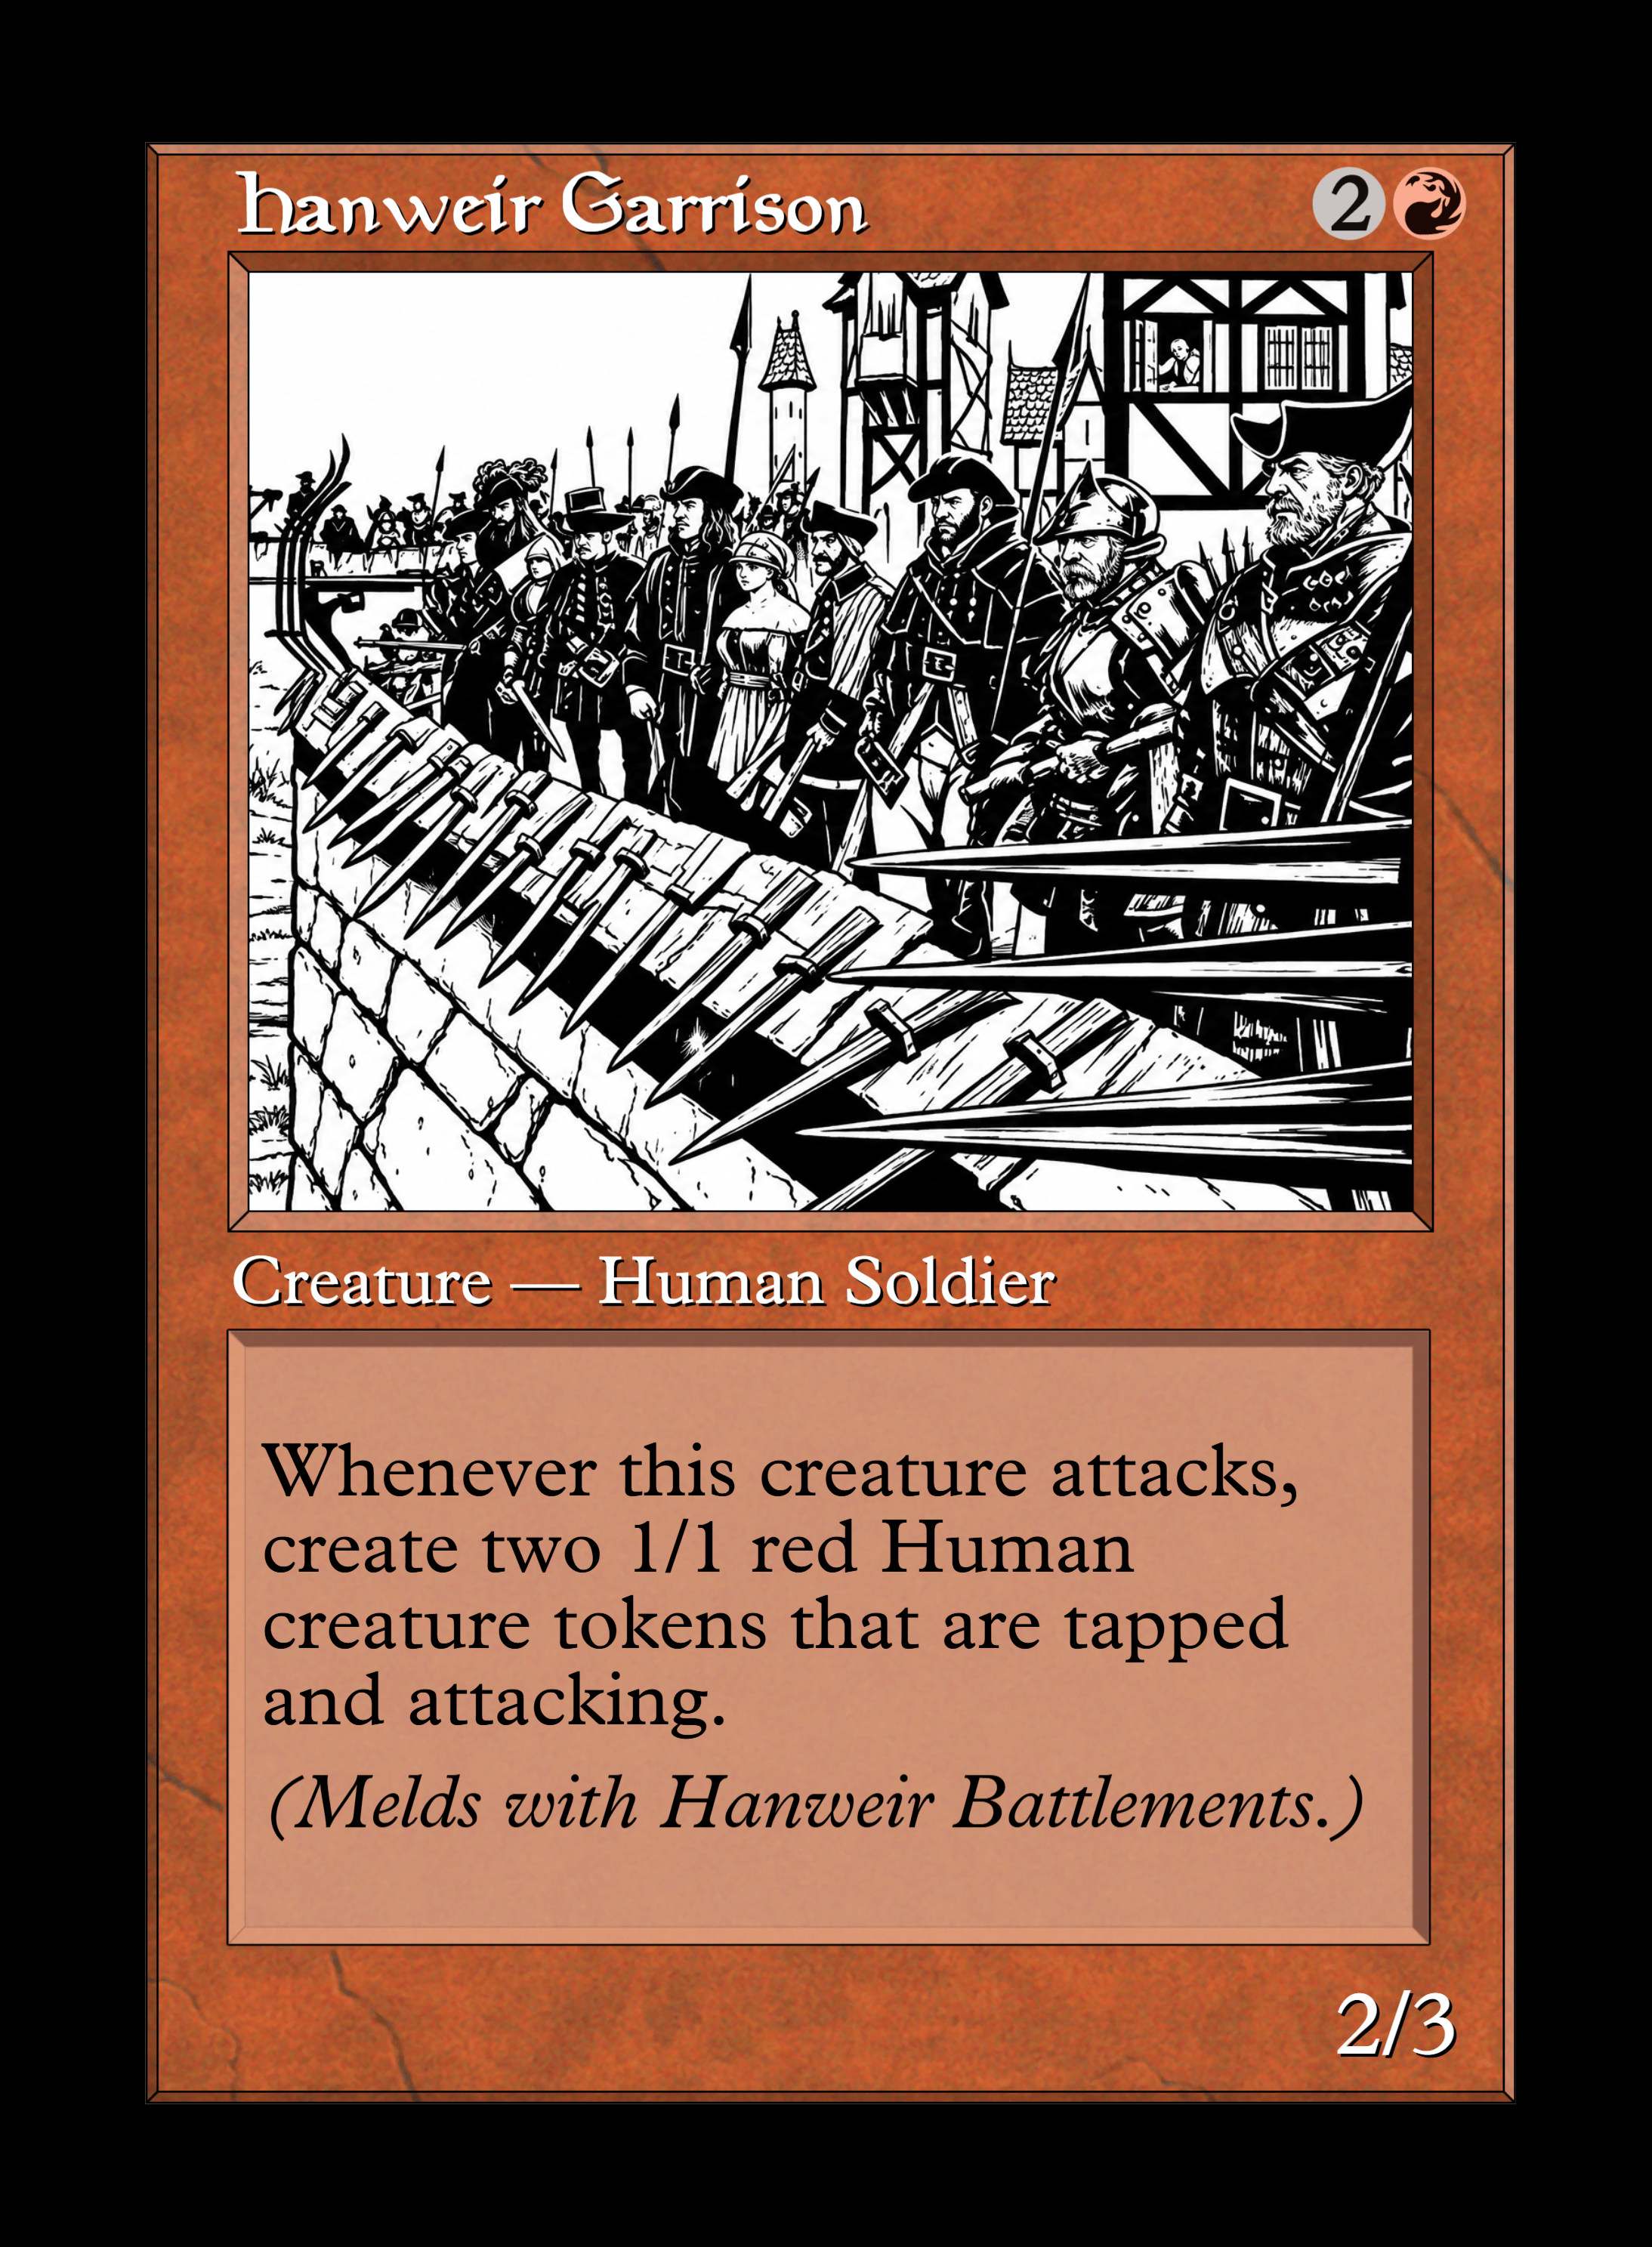 Hanweir Garrison 2
Creature — Human Soldier
Whenever this creature attacks,
create two 1/1 red Human
creature tokens that are tapped
and attacking.
(Melds with Hanweir Battlements.)
2/3